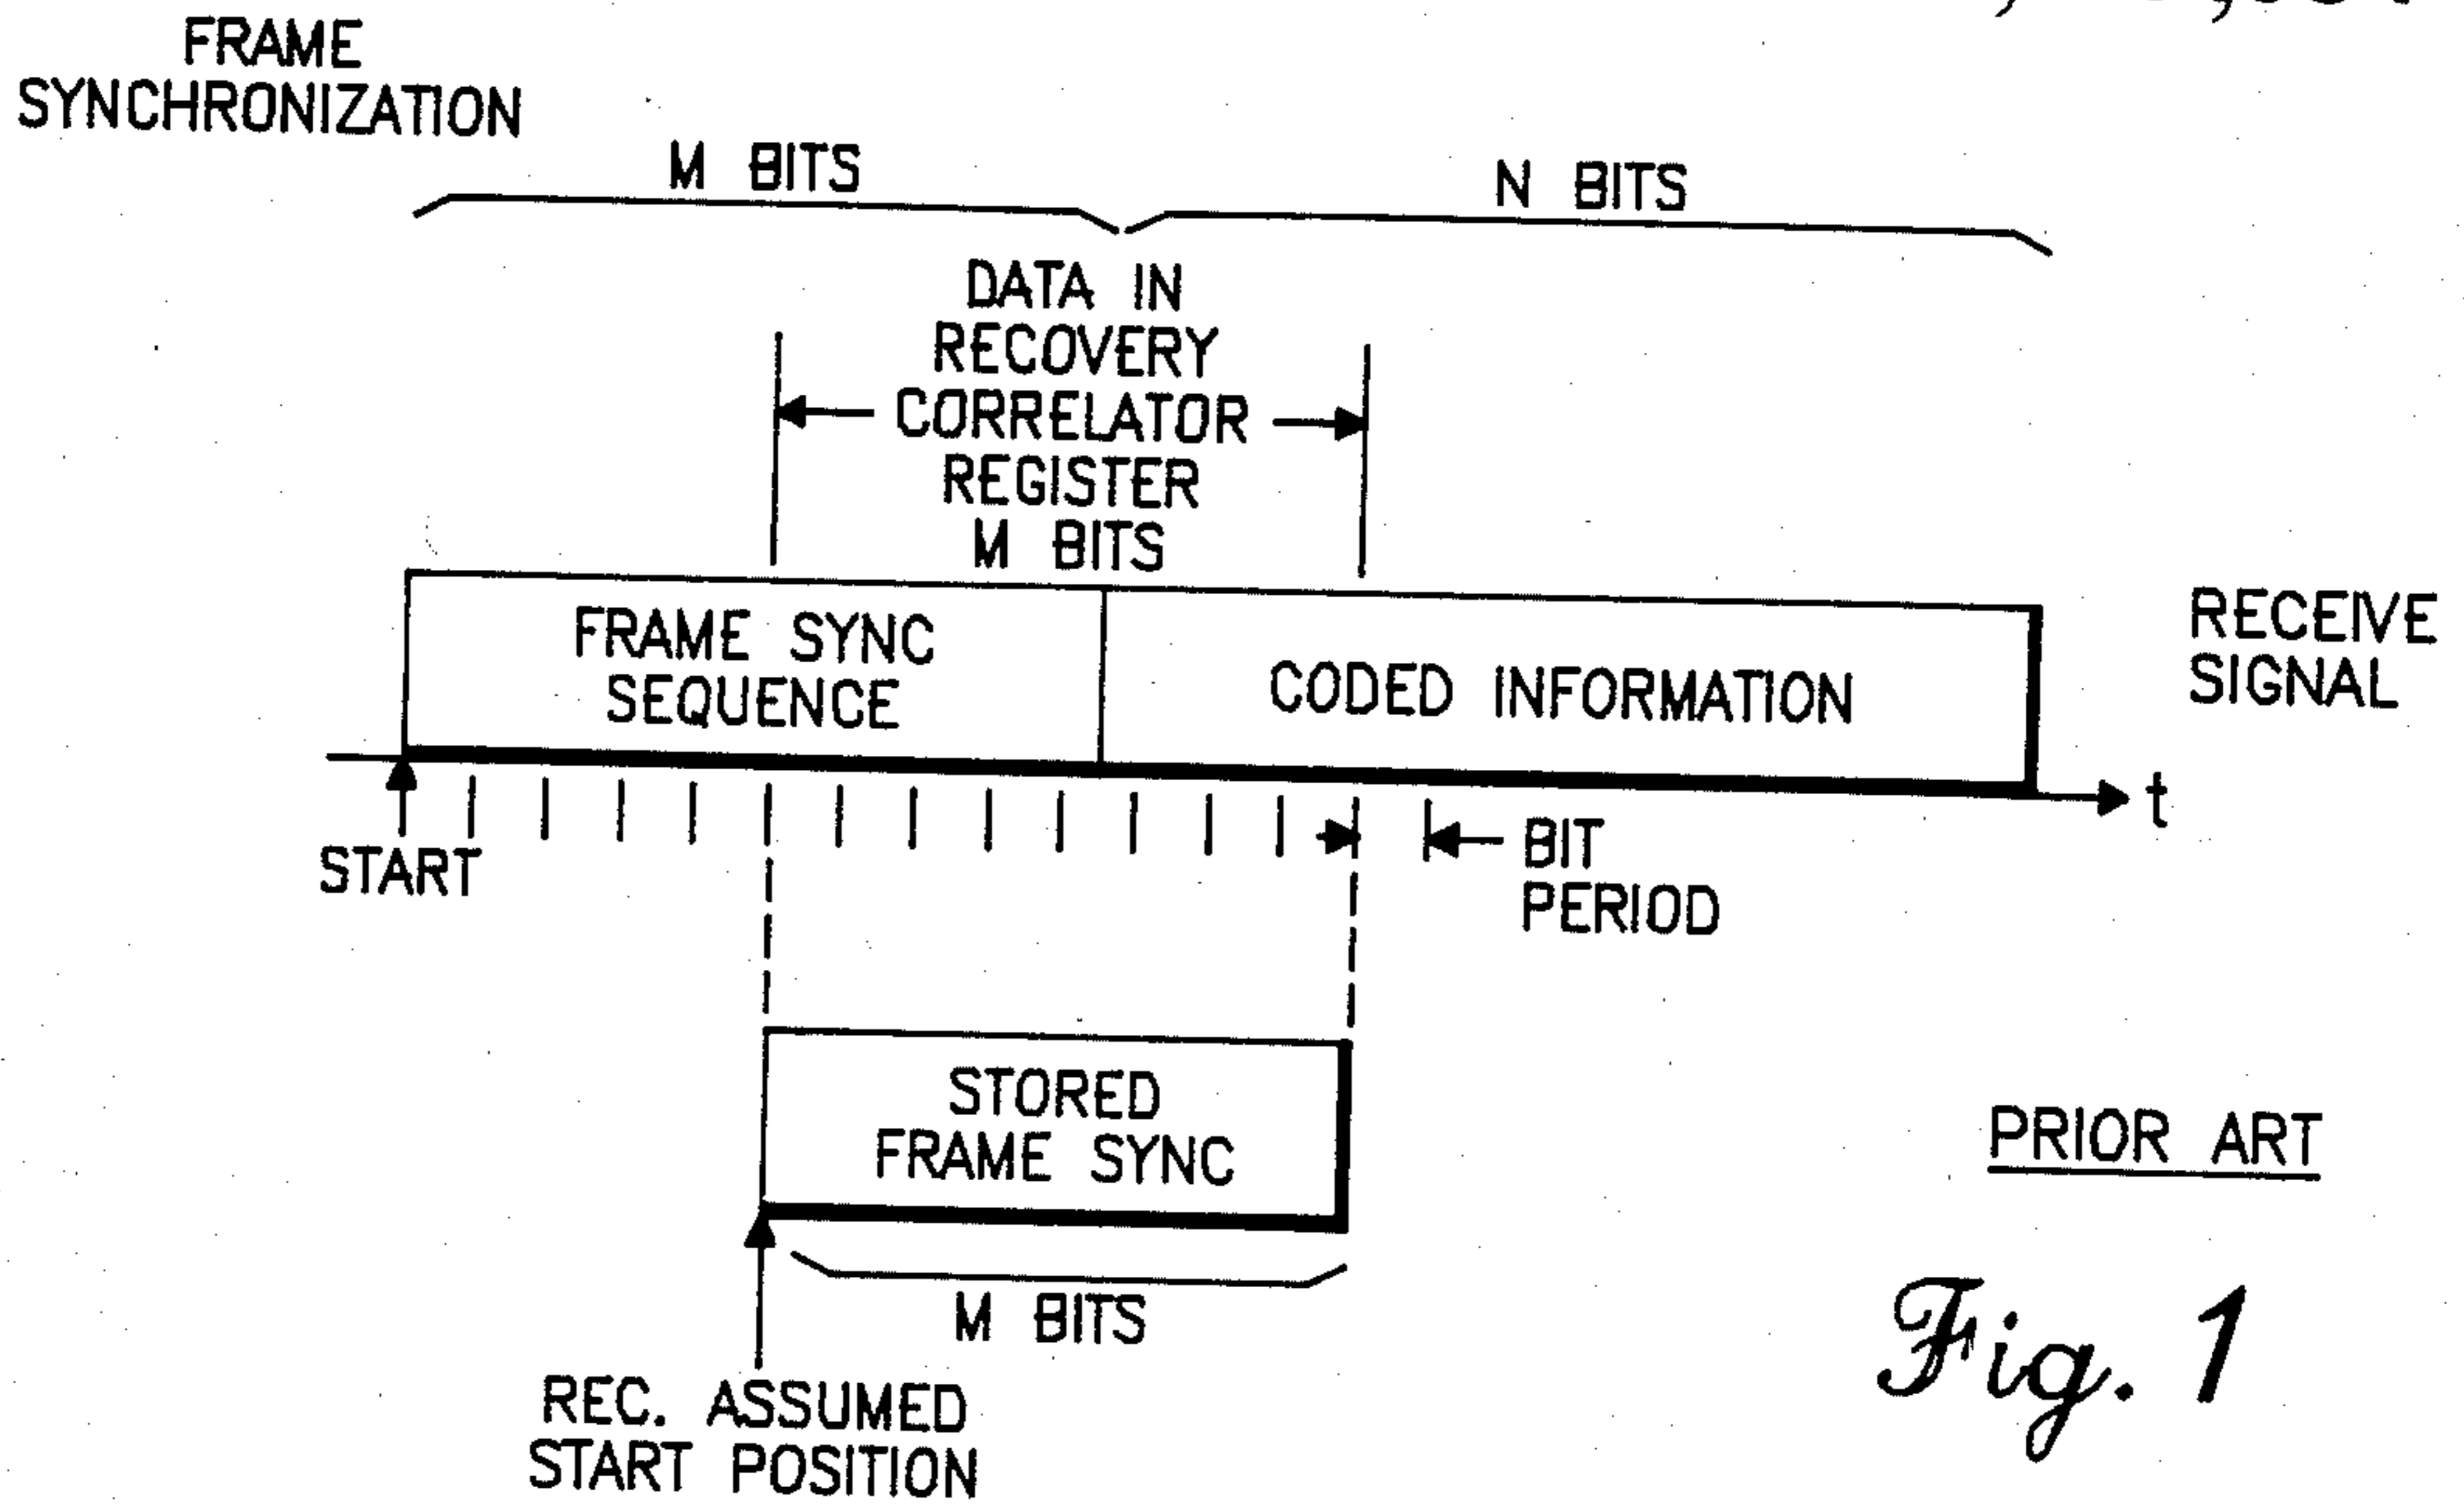 FRAME
SYNCHRONIZATION
M BITS
N BITS
DATA IN
RECOVERY
CORRELATOR
REGISTER
M BITS
FRAME SYNC
SEQUENCE
CODED INFORMATION
RECEIVE
SIGNAL
t
START
BIT
PERIOD
STORED
FRAME SYNC
M BITS
REC. ASSUMED
START POSITION
PRIOR ART
Fig. 1